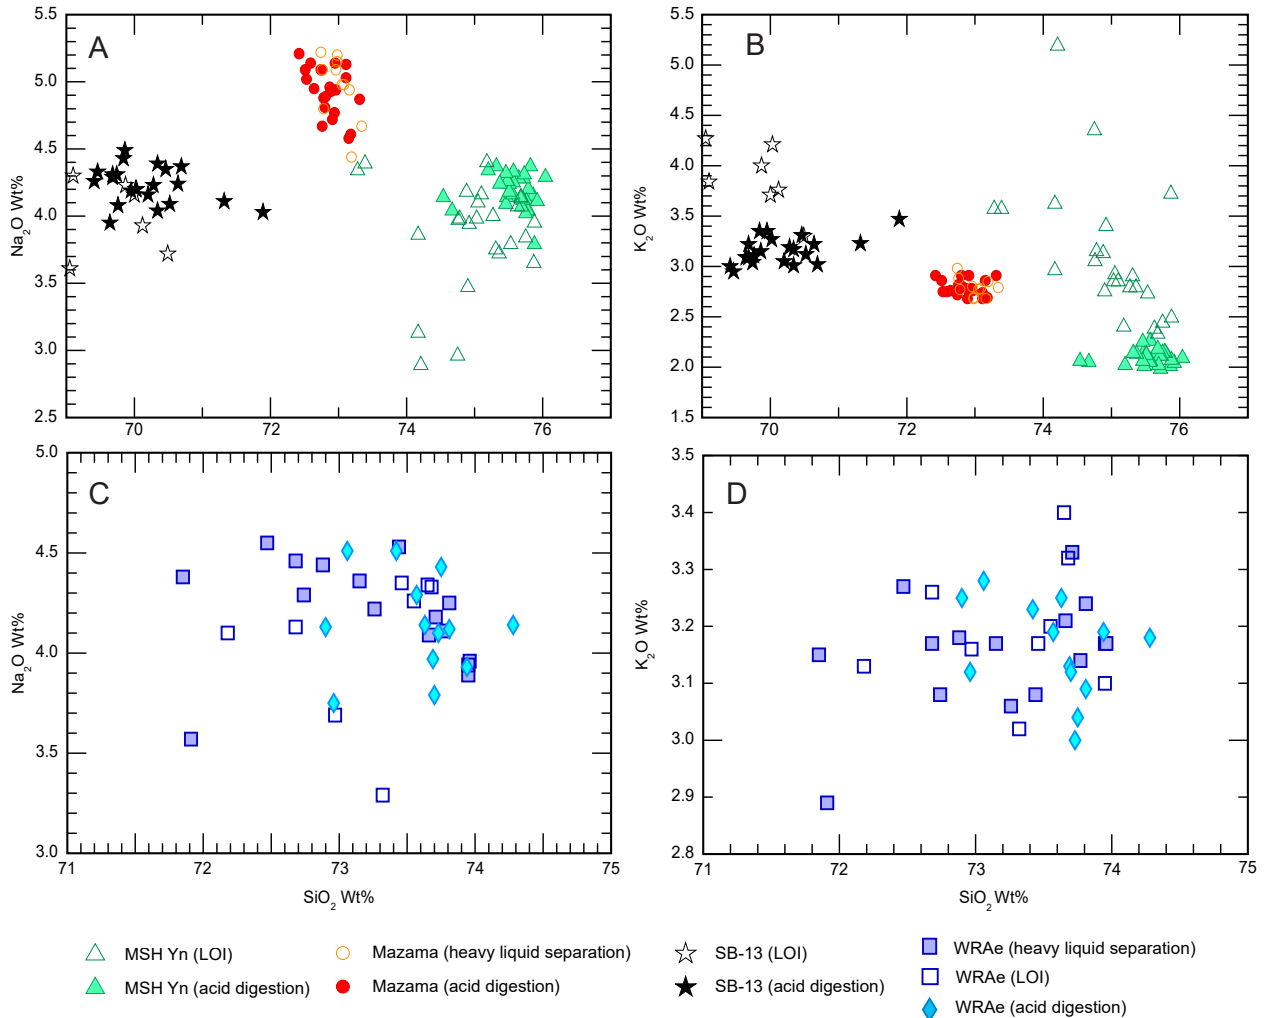 A
5.5
5.0
4.5
4.0
3.5
3.0
2.5
Na2O Wt%
70
72
74
76
B
5.5
5.0
4.5
4.0
3.5
3.0
2.5
2.0
1.5
K2O Wt%
70
72
74
76
C
5.0
4.5
4.0
3.5
3.0
Na2O Wt%
71
72
73
74
75
SiO2 Wt%
D
3.5
3.4
3.3
3.2
3.1
3.0
2.9
2.8
K2O Wt%
71
72
73
74
75
SiO2 Wt%
MSH Yn (LOI)
MSH Yn (acid digestion)
Mazama (heavy liquid separation)
Mazama (acid digestion)
SB-13 (LOI)
SB-13 (acid digestion)
WRAe (heavy liquid separation)
WRAe (LOI)
WRAe (acid digestion)